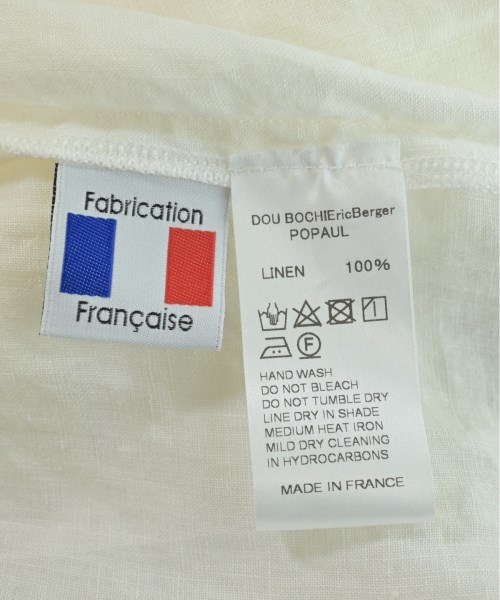 Fabrication
Française
DOU BOCHIEricBerger
POPAUL
LINEN 100%
F
HAND WASH
DO NOT BLEACH
DO NOT TUMBLE DRY
LINE DRY IN SHADE
MEDIUM HEAT IRON
MILD DRY CLEANING
IN HYDROCARBONS
MADE IN FRANCE